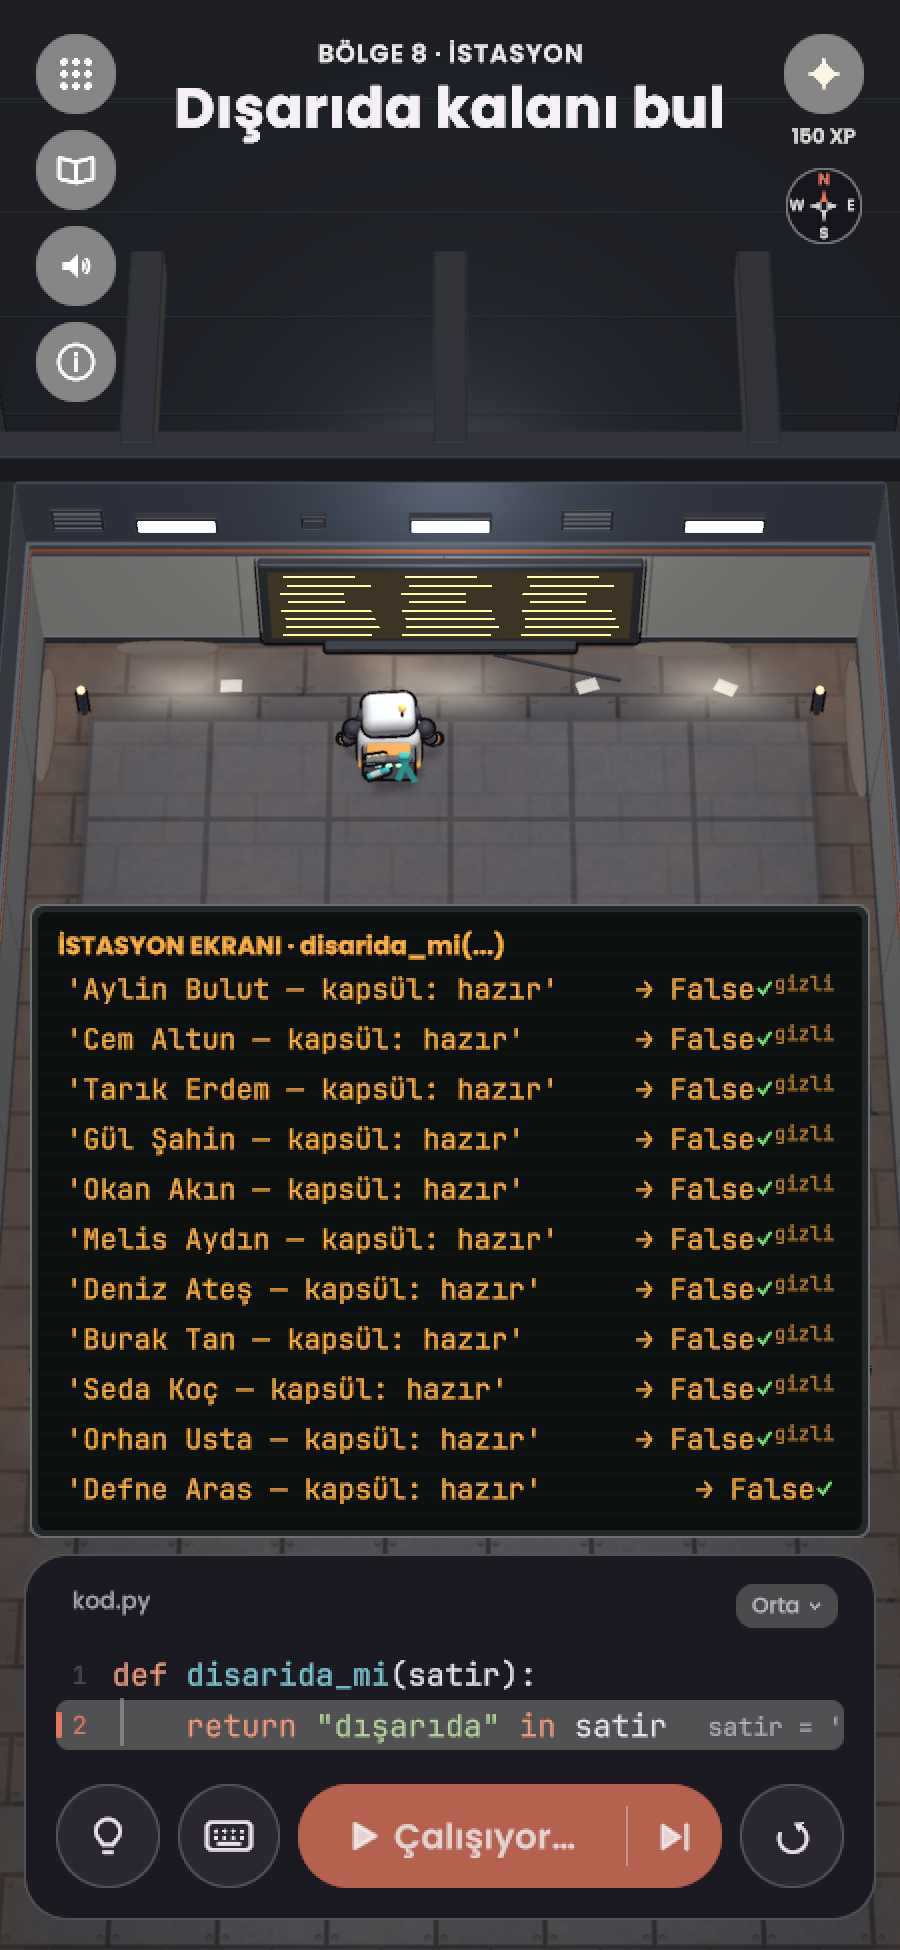 BÖLGE 8 · İSTASYON
Dışarıda kalanı bul
150 XP
N
W E
S
İSTASYON EKRANI · disarida_mi(...)
'Aylin Bulut — kapsül: hazır' → False✓gizli
'Cem Altun — kapsül: hazır' → False✓gizli
'Tarık Erdem — kapsül: hazır' → False✓gizli
'Gül Şahin — kapsül: hazır' → False✓gizli
'Okan Akın — kapsül: hazır' → False✓gizli
'Melis Aydın — kapsül: hazır' → False✓gizli
'Deniz Ateş — kapsül: hazır' → False✓gizli
'Burak Tan — kapsül: hazır' → False✓gizli
'Seda Koç — kapsül: hazır' → False✓gizli
'Orhan Usta — kapsül: hazır' → False✓gizli
'Defne Aras — kapsül: hazır' → False✓
kod.py
Orta
1 def disarida_mi(satir):
2 return "dışarıda" in satir satir = '
Çalışıyor...